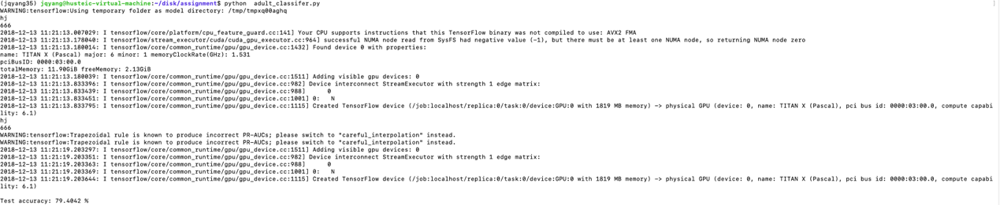 (jqyang35) jqyang@husteic-virtual-machine:~/disk/assignment$ python  adult_classifer.py
WARNING:tensorflow:Using temporary folder as model directory: /tmp/tmpxq00aghq
hj
666
2018-12-13 11:21:13.007029: I tensorflow/core/platform/cpu_feature_guard.cc:141] Your CPU supports instructions that this TensorFlow binary was not compiled to use: AVX2 FMA
2018-12-13 11:21:13.178040: I tensorflow/stream_executor/cuda/cuda_gpu_executor.cc:964] successful NUMA node read from SysFS had negative value (-1), but there must be at least one NUMA node, so returning NUMA node zero
2018-12-13 11:21:13.180014: I tensorflow/core/common_runtime/gpu/gpu_device.cc:1432] Found device 0 with properties:
name: TITAN X (Pascal) major: 6 minor: 1 memoryClockRate(GHz): 1.531
pciBusID: 0000:03:00.0
totalMemory: 11.90GiB freeMemory: 2.13GiB
2018-12-13 11:21:13.180039: I tensorflow/core/common_runtime/gpu/gpu_device.cc:1511] Adding visible gpu devices: 0
2018-12-13 11:21:13.833396: I tensorflow/core/common_runtime/gpu/gpu_device.cc:982] Device interconnect StreamExecutor with strength 1 edge matrix:
2018-12-13 11:21:13.833439: I tensorflow/core/common_runtime/gpu/gpu_device.cc:988]      0
2018-12-13 11:21:13.833451: I tensorflow/core/common_runtime/gpu/gpu_device.cc:1001] 0:   N
2018-12-13 11:21:13.833795: I tensorflow/core/common_runtime/gpu/gpu_device.cc:1115] Created TensorFlow device (/job:localhost/replica:0/task:0/device:GPU:0 with 1819 MB memory) -> physical GPU (device: 0, name: TITAN X (Pascal), pci bus id: 0000:03:00.0, compute capabi
lity: 6.1)
hj
666
WARNING:tensorflow:Trapezoidal rule is known to produce incorrect PR-AUCs; please switch to "careful_interpolation" instead.
WARNING:tensorflow:Trapezoidal rule is known to produce incorrect PR-AUCs; please switch to "careful_interpolation" instead.
2018-12-13 11:21:19.203297: I tensorflow/core/common_runtime/gpu/gpu_device.cc:1511] Adding visible gpu devices: 0
2018-12-13 11:21:19.203351: I tensorflow/core/common_runtime/gpu/gpu_device.cc:982] Device interconnect StreamExecutor with strength 1 edge matrix:
2018-12-13 11:21:19.203363: I tensorflow/core/common_runtime/gpu/gpu_device.cc:988]      0
2018-12-13 11:21:19.203369: I tensorflow/core/common_runtime/gpu/gpu_device.cc:1001] 0:   N
2018-12-13 11:21:19.203644: I tensorflow/core/common_runtime/gpu/gpu_device.cc:1115] Created TensorFlow device (/job:localhost/replica:0/task:0/device:GPU:0 with 1819 MB memory) -> physical GPU (device: 0, name: TITAN X (Pascal), pci bus id: 0000:03:00.0, compute capabi
lity: 6.1)
Test accuracy: 79.4042 %